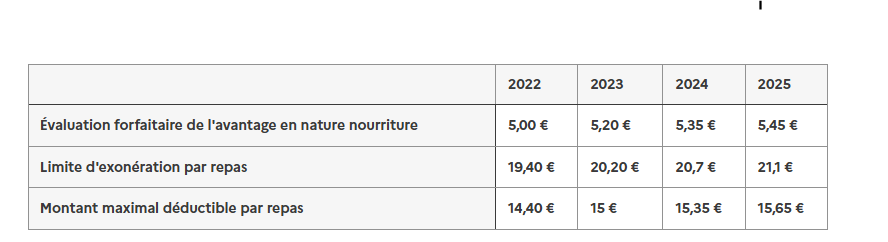 2022 2023 2024 2025
Évaluation forfaitaire de l'avantage en nature nourriture 5,00 € 5,20 € 5,35 € 5,45 €
Limite d'exonération par repas 19,40 € 20,20 € 20,7 € 21,1 €
Montant maximal déductible par repas 14,40 € 15 € 15,35 € 15,65 €